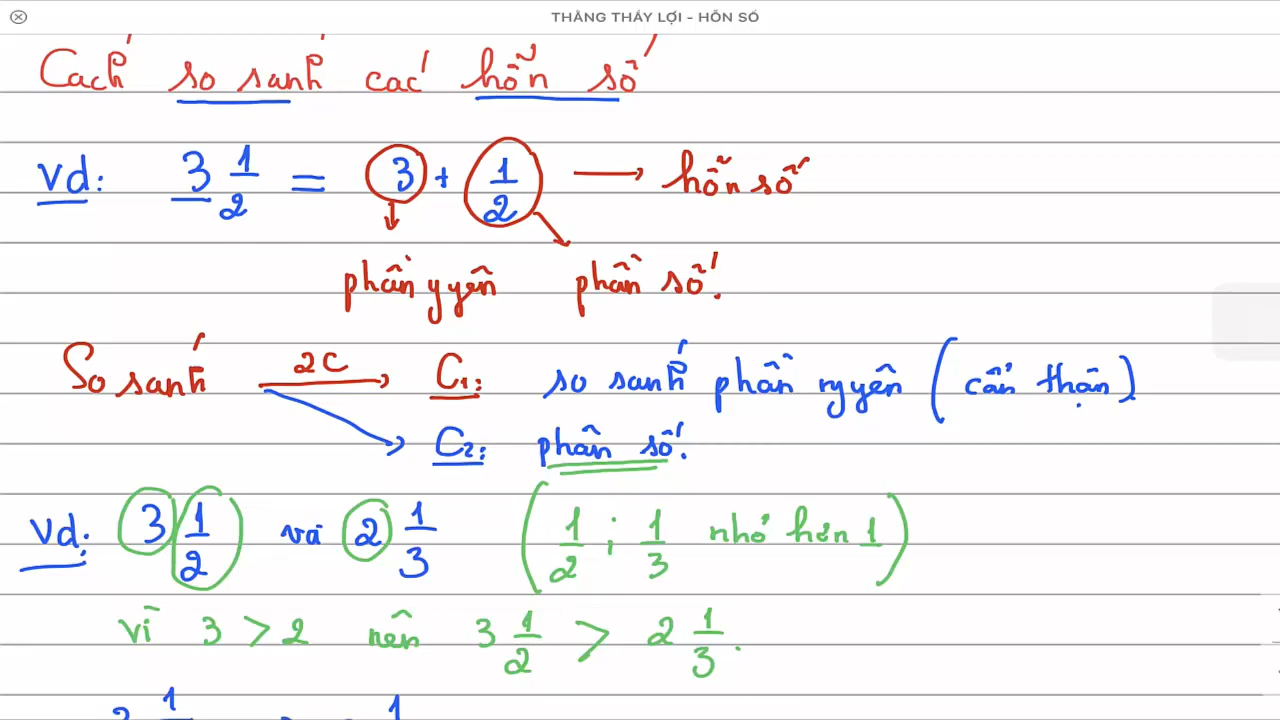 THẮNG THẦY LỢI - HỖN SỐ
Cách so sánh các hỗn số
Vd: 3 1/2 = 3 + 1/2 → hỗn số
phần nguyên phân số.
So sánh 2C C1: so sánh phần nguyên (cẩn thận)
C2: phân số.
Vd: 3 1/2 và 2 1/3 (1/2 ; 1/3 nhỏ hơn 1)
vì 3 > 2 nên 3 1/2 > 2 1/3.